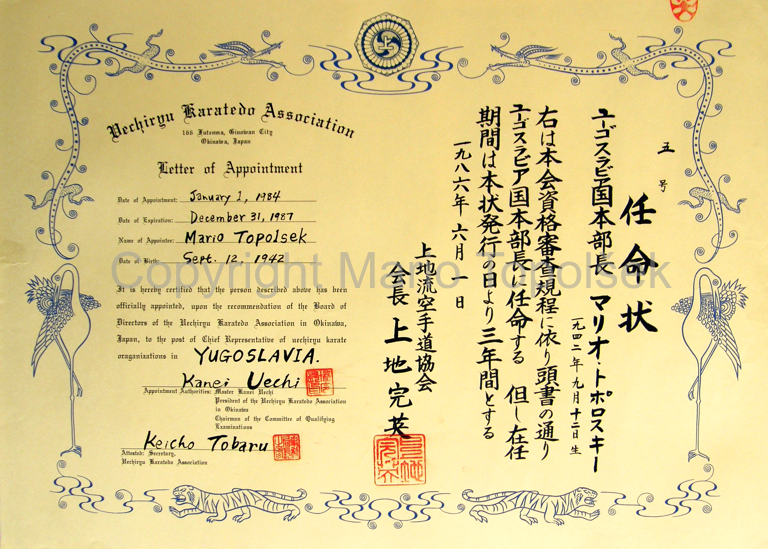 Uechiryu Karatedo Association
166 Futenma, Ginowan City
Okinawa, Japan
Letter of Appointment
Date of Appointment: January 1, 1984
Date of Expiration: December 31, 1987
Name of Appointee: Mario TOPOLSEK
Date of Birth: Sept. 12, 1942
It is hereby certified that the person described above has been
officially appointed, upon the recommendation of the Board of
Directors of the Uechiryu Karatedo Association in Okinawa,
Japan, to the post of Chief Representative of uechiryu karate
oraganizations in YUGOSLAVIA.
Kanei Uechi
Appointment Authorities: Master Kanei Uechi
President of the Uechiryu Karatedo Association
in Okinawa
Chairman of the Committee of Qualifying
Examinations
Keicho Tobaru
Attested: Secretary,
Uechiryu Karatedo Association
五号
任命状
ユーゴスラビア国本部長 マリオ・トポロスキー
一九四二年九月十二日生
右は本会資格審査規程に依り頭書の通り
ユーゴスラビア国本部長に任命する 但し在任
期間は本状発行の日より三年間とする
一九八六年六月一日
上地流空手道協会
会長 上地完英
Copyright Mario Topolšek